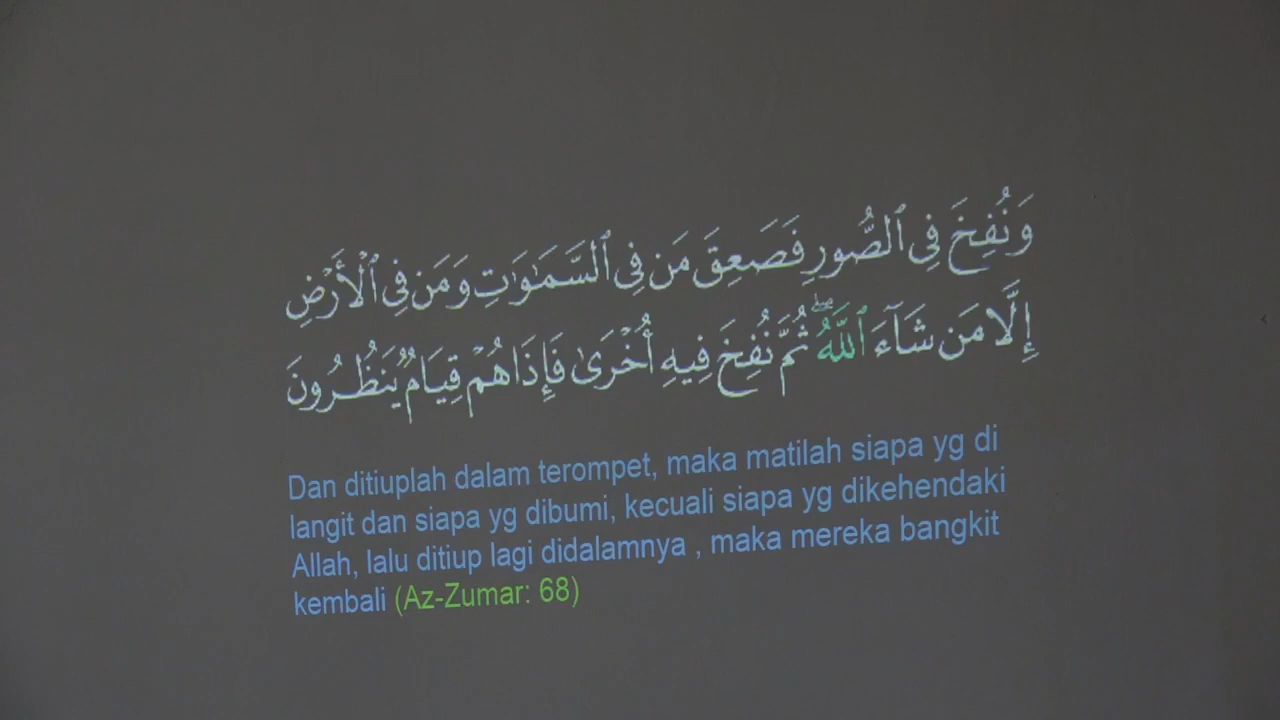 وَنُفِخَ فِى ٱلصُّورِ فَصَعِقَ مَن فِى ٱلسَّمَٰوَٰتِ وَمَن فِى ٱلْأَرْضِ
إِلَّا مَن شَآءَ ٱللَّهُ ۖ ثُمَّ نُفِخَ فِيهِ أُخْرَىٰ فَإِذَا هُمْ قِيَامٌ يَنظُرُونَ
Dan ditiuplah dalam terompet, maka matilah siapa yg di
langit dan siapa yg dibumi, kecuali siapa yg dikehendaki
Allah, lalu ditiup lagi didalamnya , maka mereka bangkit
kembali (Az-Zumar: 68)